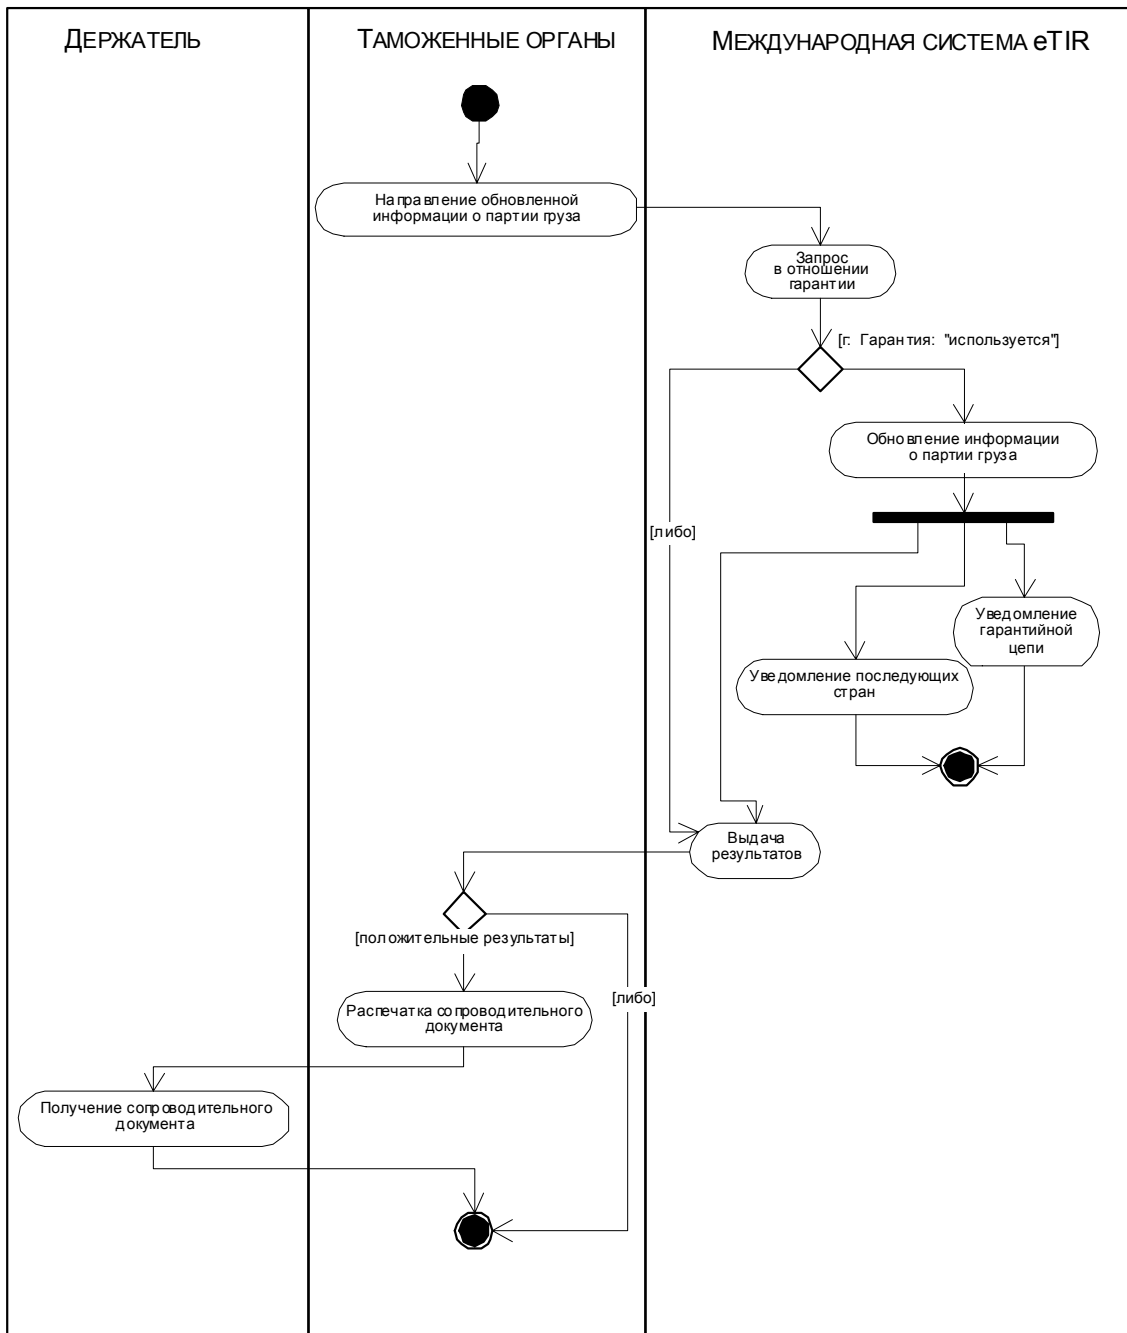 ДЕРЖАТЕЛЬ
ТАМОЖЕННЫЕ ОРГАНЫ
МЕЖДУНАРОДНАЯ СИСТЕМА eTIR
Направление обновленной
информации о партии груза
Запрос
в отношении
гарантии
[г: Гарантия: "используется"]
Обновление информации
о партии груза
[либо]
Уведомление
гарантийной
цепи
Уведомление последующих
стран
Выдача
результатов
[положительные результаты]
[либо]
Распечатка сопроводительного
документа
Получение сопроводительного
документа